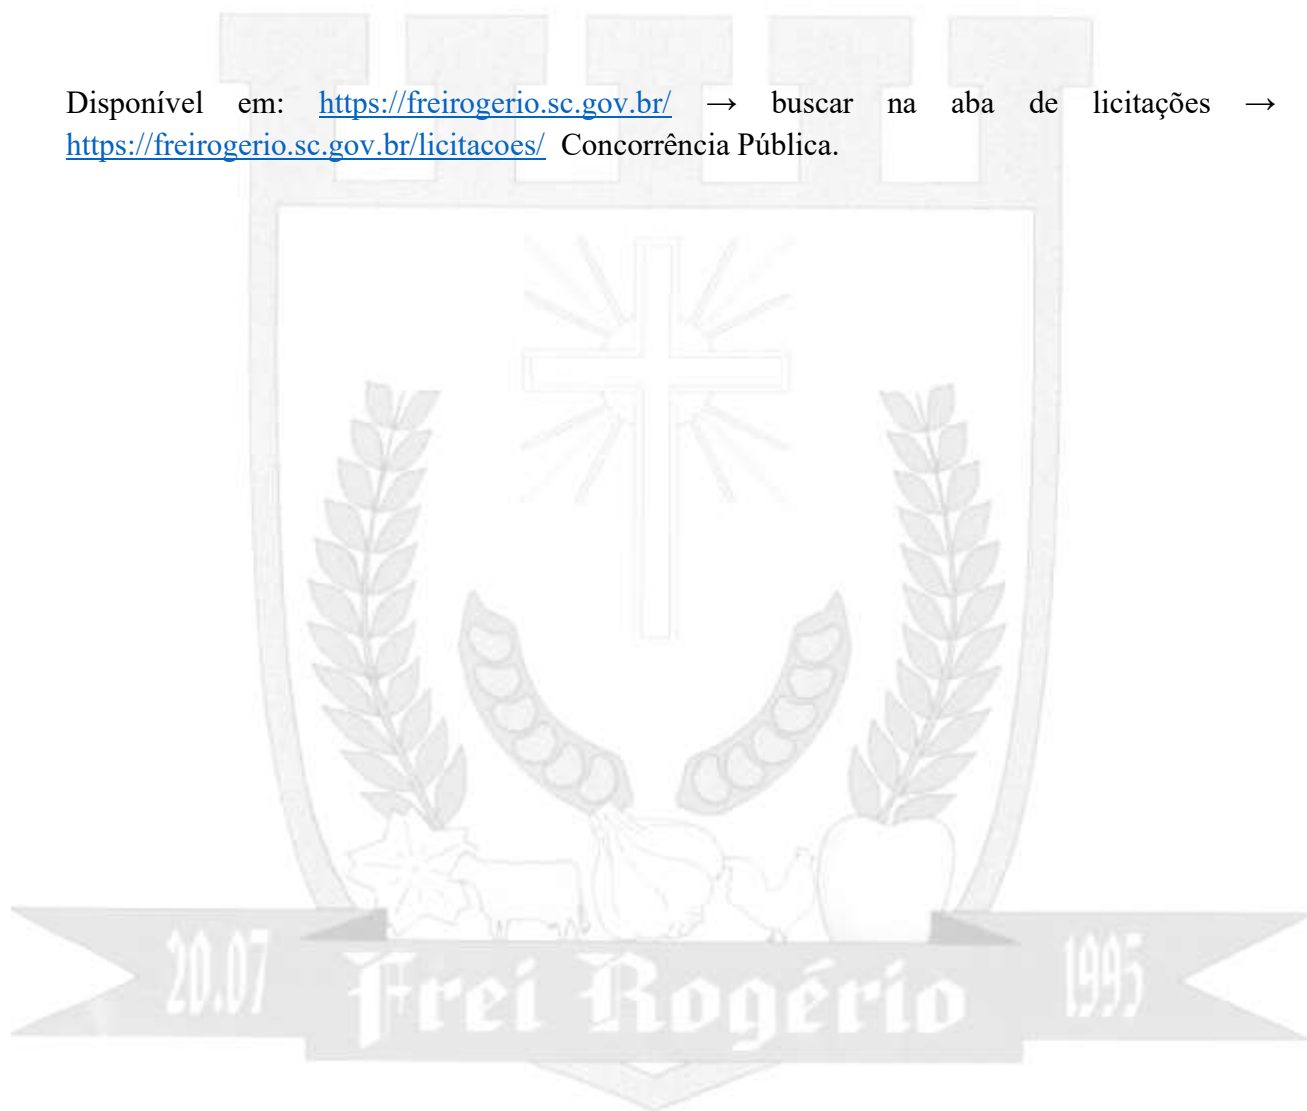 Disponível em: https://freirogerio.sc.gov.br/ → buscar na aba de licitações →
https://freirogerio.sc.gov.br/licitacoes/ Concorrência Pública.
20.07 Frei Rogério 1995